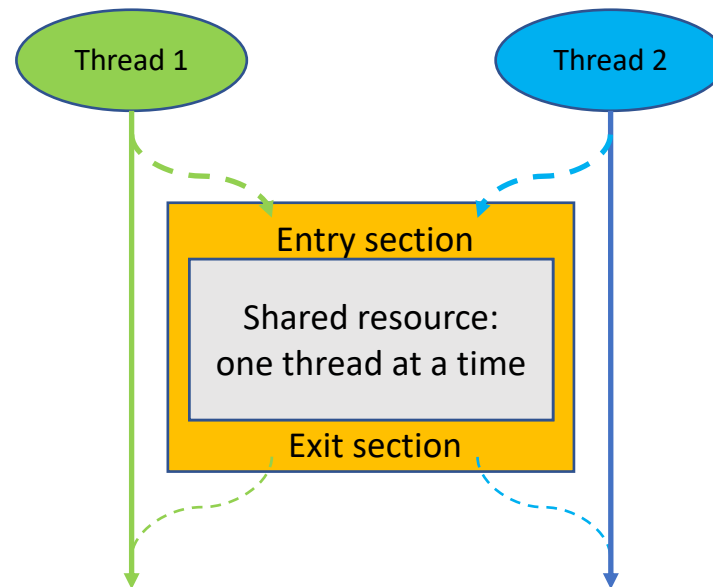 Thread 1
Thread 2
Entry section
Shared resource:
one thread at a time
Exit section